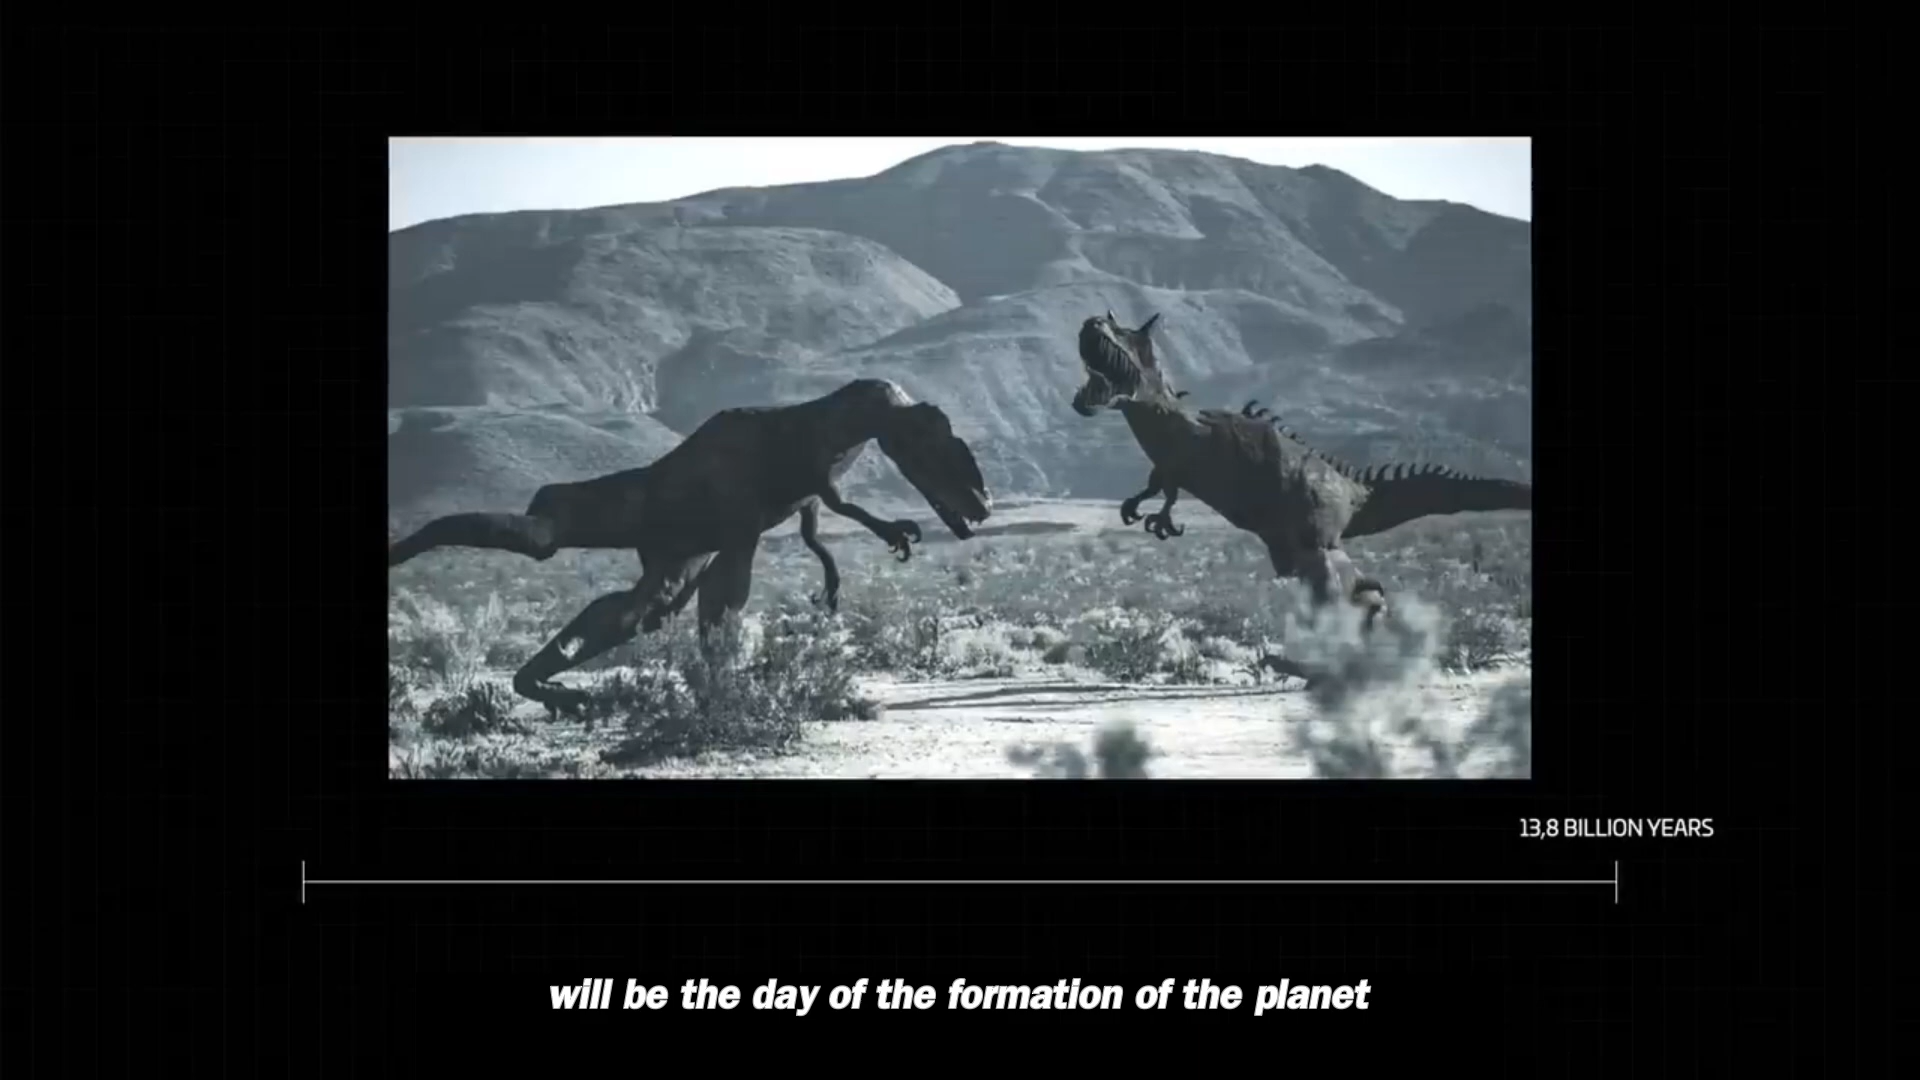 13,8 BILLION YEARS
will be the day of the formation of the planet